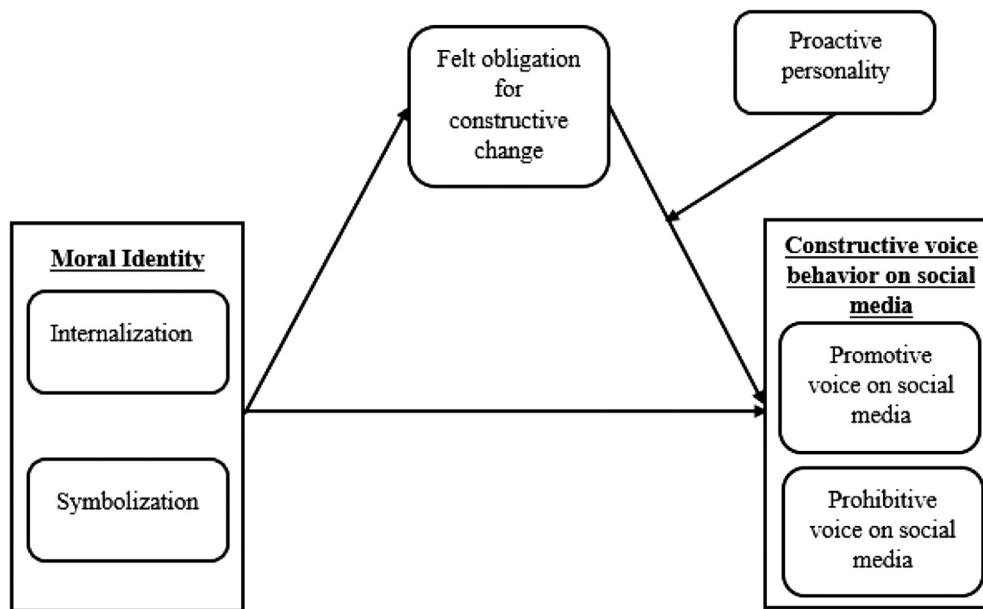 Felt obligation
for
constructive
change
Proactive
personality
Moral Identity
Internalization
Symbolization
Constructive voice
behavior on social
media
Promotive
voice on social
media
Prohibitive
voice on social
media